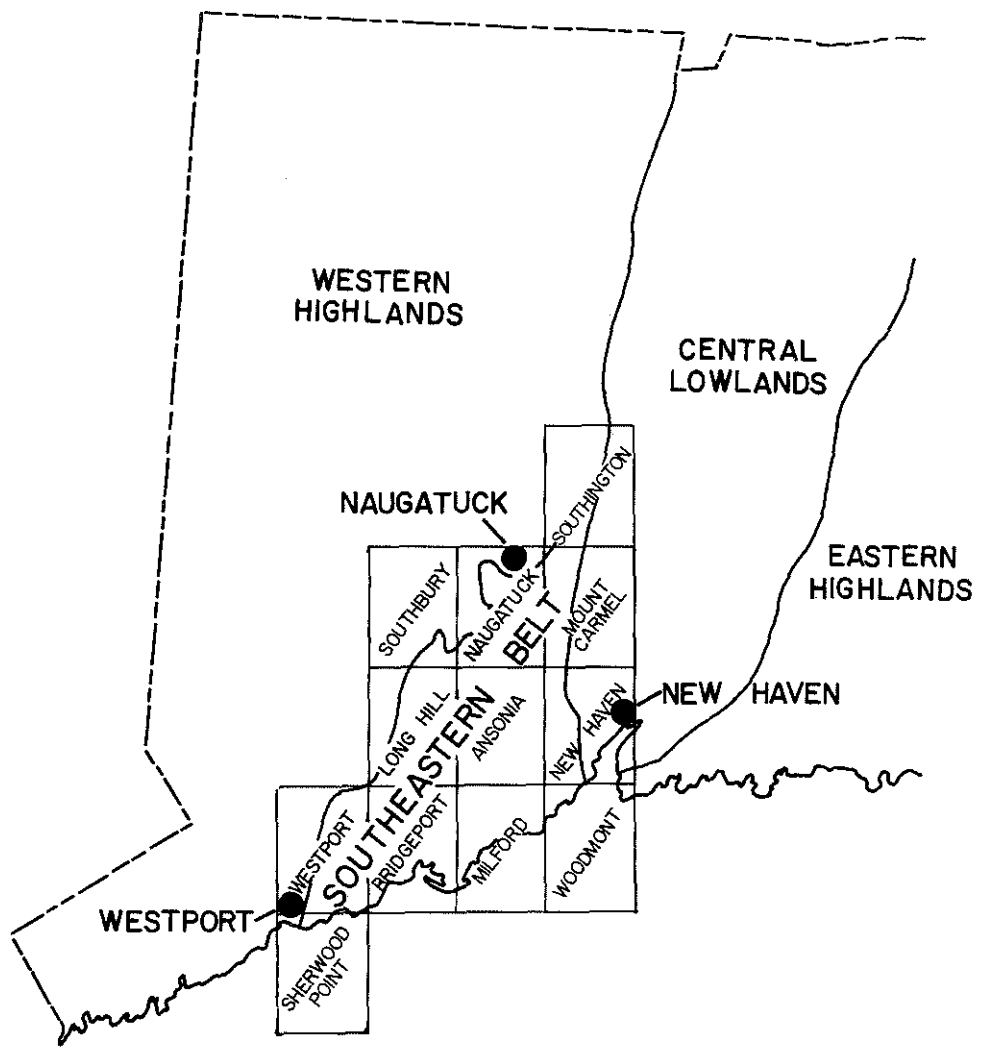 WESTERN
HIGHLANDS
CENTRAL
LOWLANDS
NAUGATUCK
SOUTHINGTON
EASTERN
HIGHLANDS
SOUTHBURY
NAUGATUCK
MOUNT
CARMEL
SOUTHEASTERN BELT
NEW HAVEN
LONG HILL
ANSONIA
NEW HAVEN
WESTPORT
BRIDGEPORT
MILFORD
WOODMONT
WESTPORT
SHERWOOD
POINT